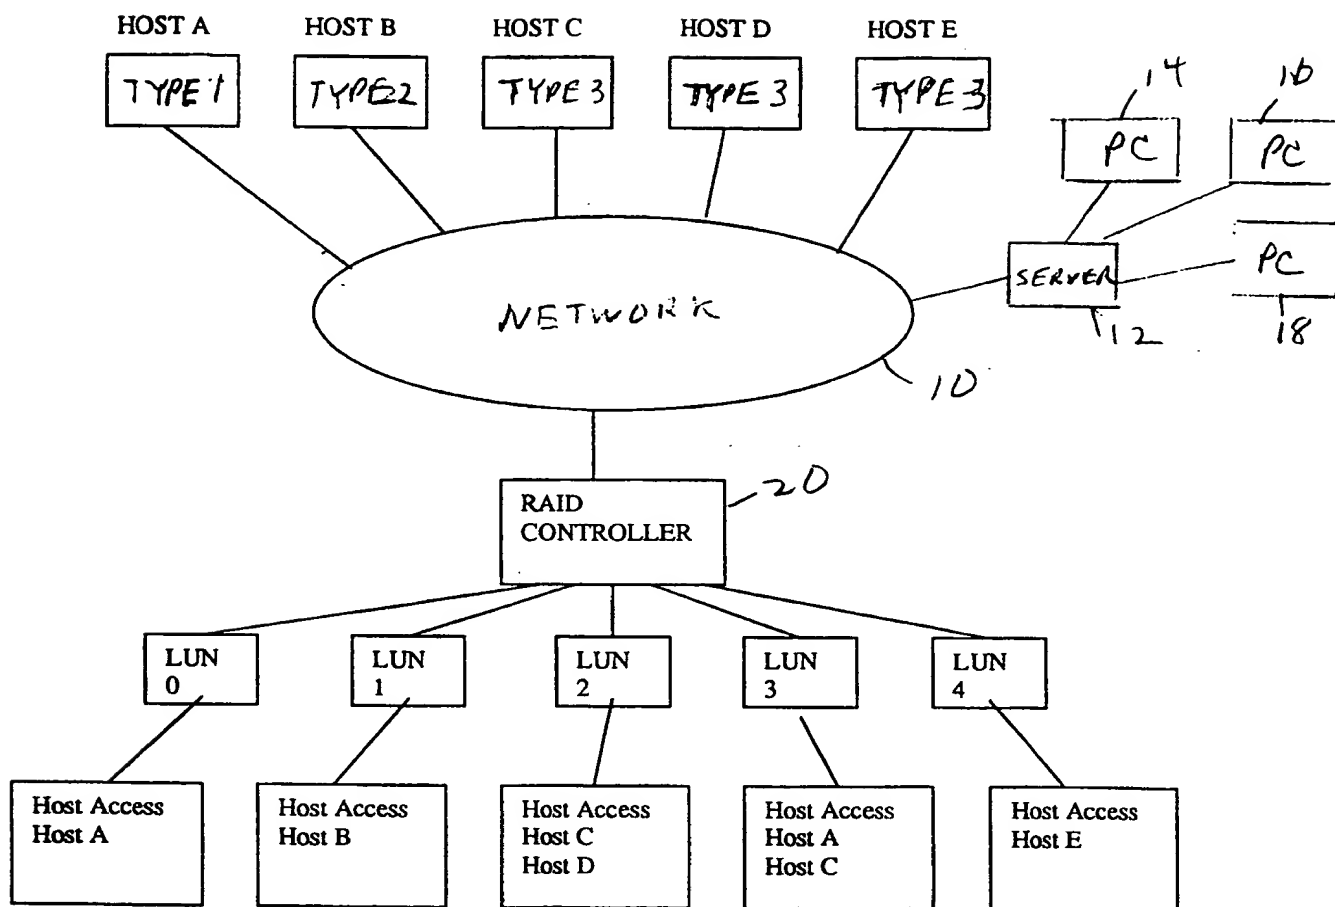 HOST A
HOST B
HOST C
HOST D
HOST E
TYPE 1
TYPE 2
TYPE 3
TYPE 3
TYPE 3
14
16
PC
PC
SERVER
PC
12
18
NETWORK
10
RAID
CONTROLLER
20
LUN
0
LUN
1
LUN
2
LUN
3
LUN
4
Host Access
Host A
Host Access
Host B
Host Access
Host C
Host D
Host Access
Host A
Host C
Host Access
Host E